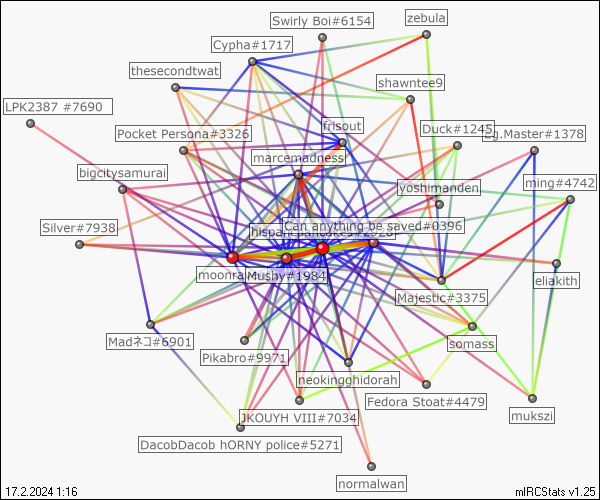 Swirly Boi#6154
zebula
Cypha#1717
thesecondtwat
shawntee9
LPK2387 #7690
frisout
Pocket Persona#3326
Duck#1245
g.Master#1378
marcemadness
bigcitysamurai
yoshimanden
ming#4742
Silver#7938
Can anything be saved#0396
moonra
Mushy#1984
eliakith
Majestic#3375
Madネコ#6901
somass
Pikabro#9971
neokingghidorah
Fedora Stoat#4479
JKOUYH VIII#7034
mukszi
DacobDacob hORNY police#5271
normalwan
17.2.2024 1:16
mIRCStats v1.25